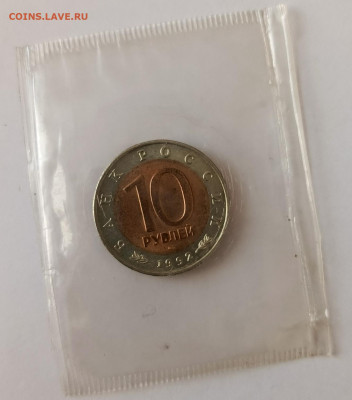 COINS.LAVE.RU
БАНК РОССИИ
10
РУБЛЕЙ
1992